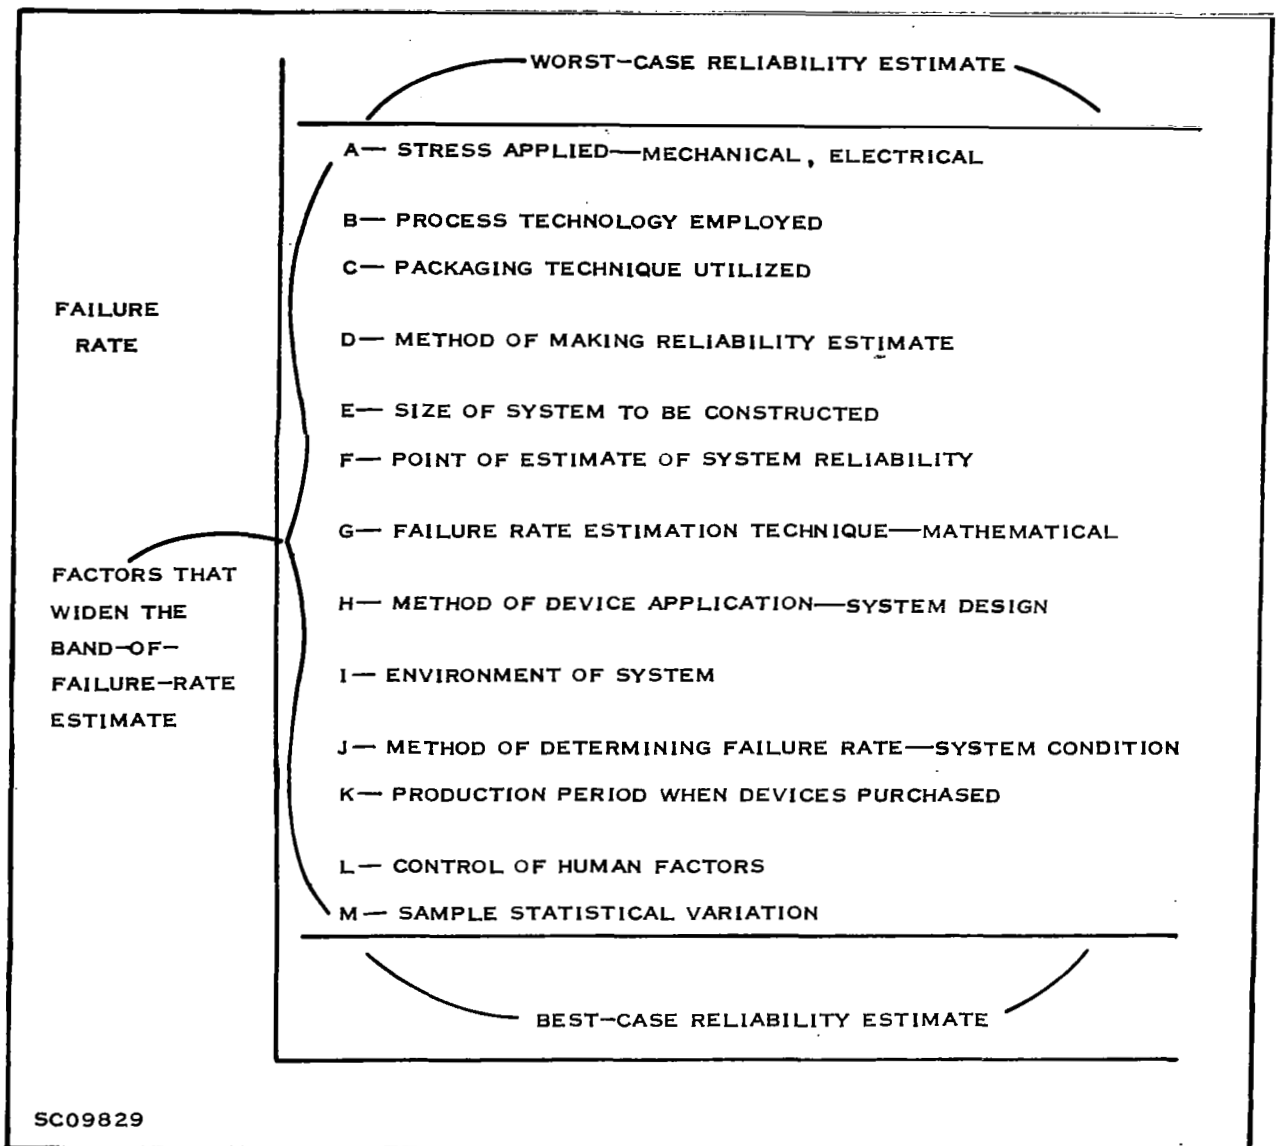 WORST-CASE RELIABILITY ESTIMATE
A— STRESS APPLIED—MECHANICAL, ELECTRICAL
B— PROCESS TECHNOLOGY EMPLOYED
C— PACKAGING TECHNIQUE UTILIZED
FAILURE
RATE
D— METHOD OF MAKING RELIABILITY ESTIMATE
E— SIZE OF SYSTEM TO BE CONSTRUCTED
F— POINT OF ESTIMATE OF SYSTEM RELIABILITY
G— FAILURE RATE ESTIMATION TECHNIQUE—MATHEMATICAL
FACTORS THAT
WIDEN THE
BAND-OF-
FAILURE-RATE
ESTIMATE
H— METHOD OF DEVICE APPLICATION—SYSTEM DESIGN
I— ENVIRONMENT OF SYSTEM
J— METHOD OF DETERMINING FAILURE RATE—SYSTEM CONDITION
K— PRODUCTION PERIOD WHEN DEVICES PURCHASED
L— CONTROL OF HUMAN FACTORS
M— SAMPLE STATISTICAL VARIATION
BEST-CASE RELIABILITY ESTIMATE
SC09829